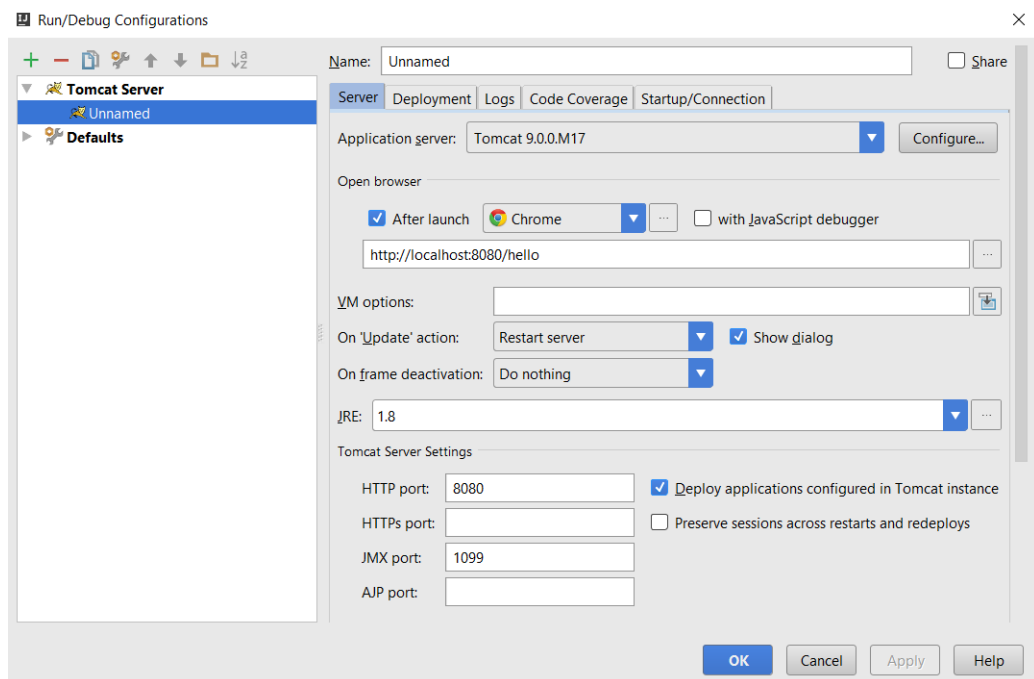 Run/Debug Configurations
Name: Unnamed
Share
Tomcat Server
Unnamed
Defaults
Server Deployment Logs Code Coverage Startup/Connection
Application server: Tomcat 9.0.0.M17 Configure...
Open browser
After launch Chrome ... with JavaScript debugger
http://localhost:8080/hello ...
VM options:
On 'Update' action: Restart server Show dialog
On frame deactivation: Do nothing
JRE: 1.8 ...
Tomcat Server Settings
HTTP port: 8080 Deploy applications configured in Tomcat instance
HTTPs port: Preserve sessions across restarts and redeploys
JMX port: 1099
AJP port:
OK Cancel Apply Help